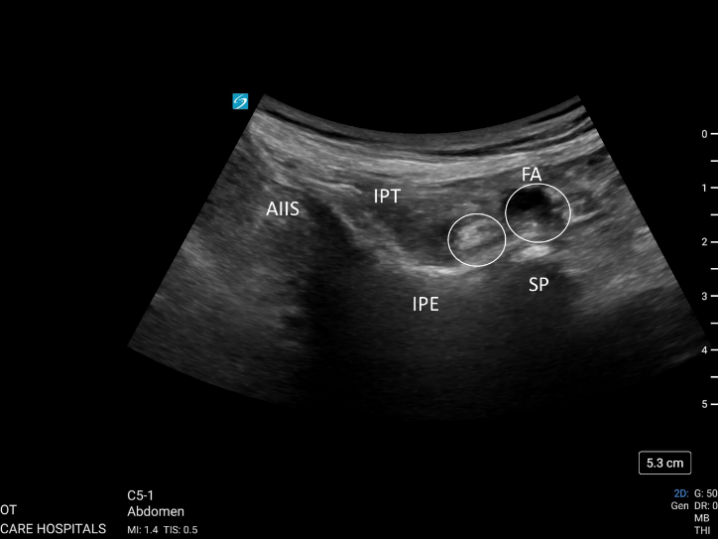 FA
IPT
AIIS
SP
IPE
0
1
2
3
4
5
5.3 cm
C5-1
OT
Abdomen
CARE HOSPITALS
MI: 1.4 TIS: 0.5
2D: G: 50
Gen DR: 0
MB
THI